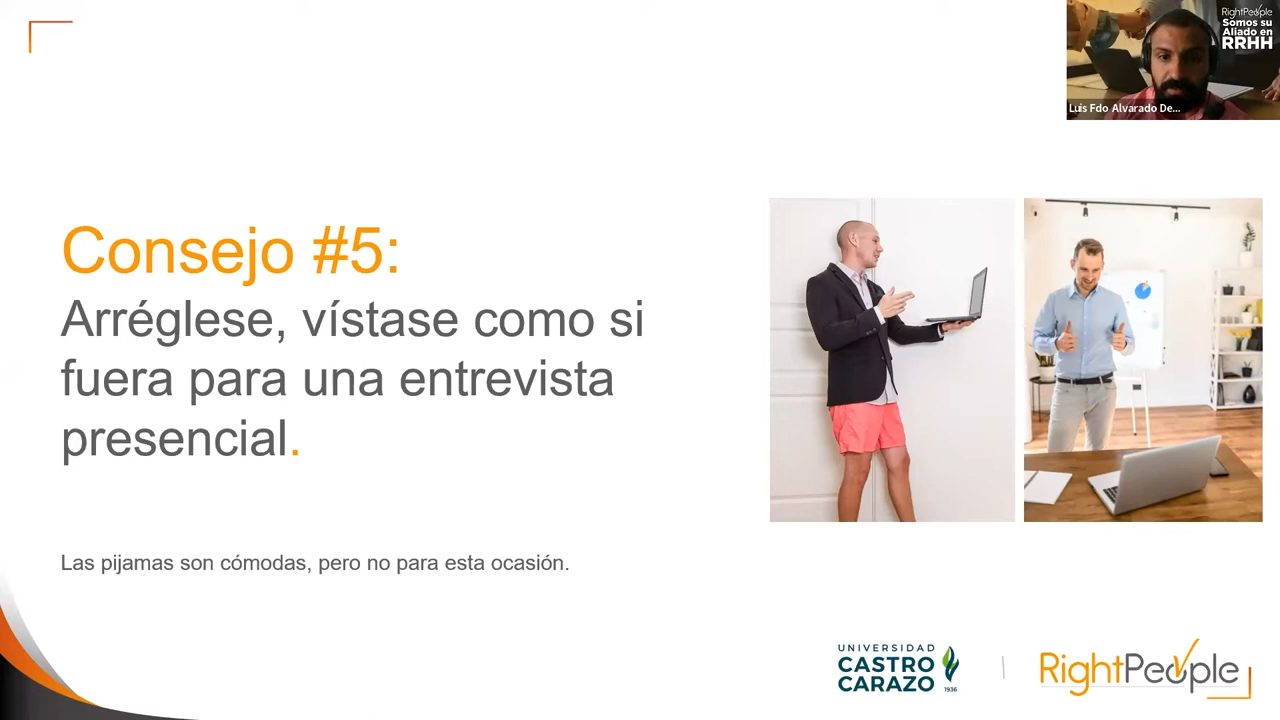 RightPeople
Somos su
Aliado en
RRHH
Luis Fdo Alvarado De...
Consejo #5:
Arréglese, vístase como si
fuera para una entrevista
presencial.
Las pijamas son cómodas, pero no para esta ocasión.
UNIVERSIDAD
CASTRO
CARAZO
1936
RightPeople